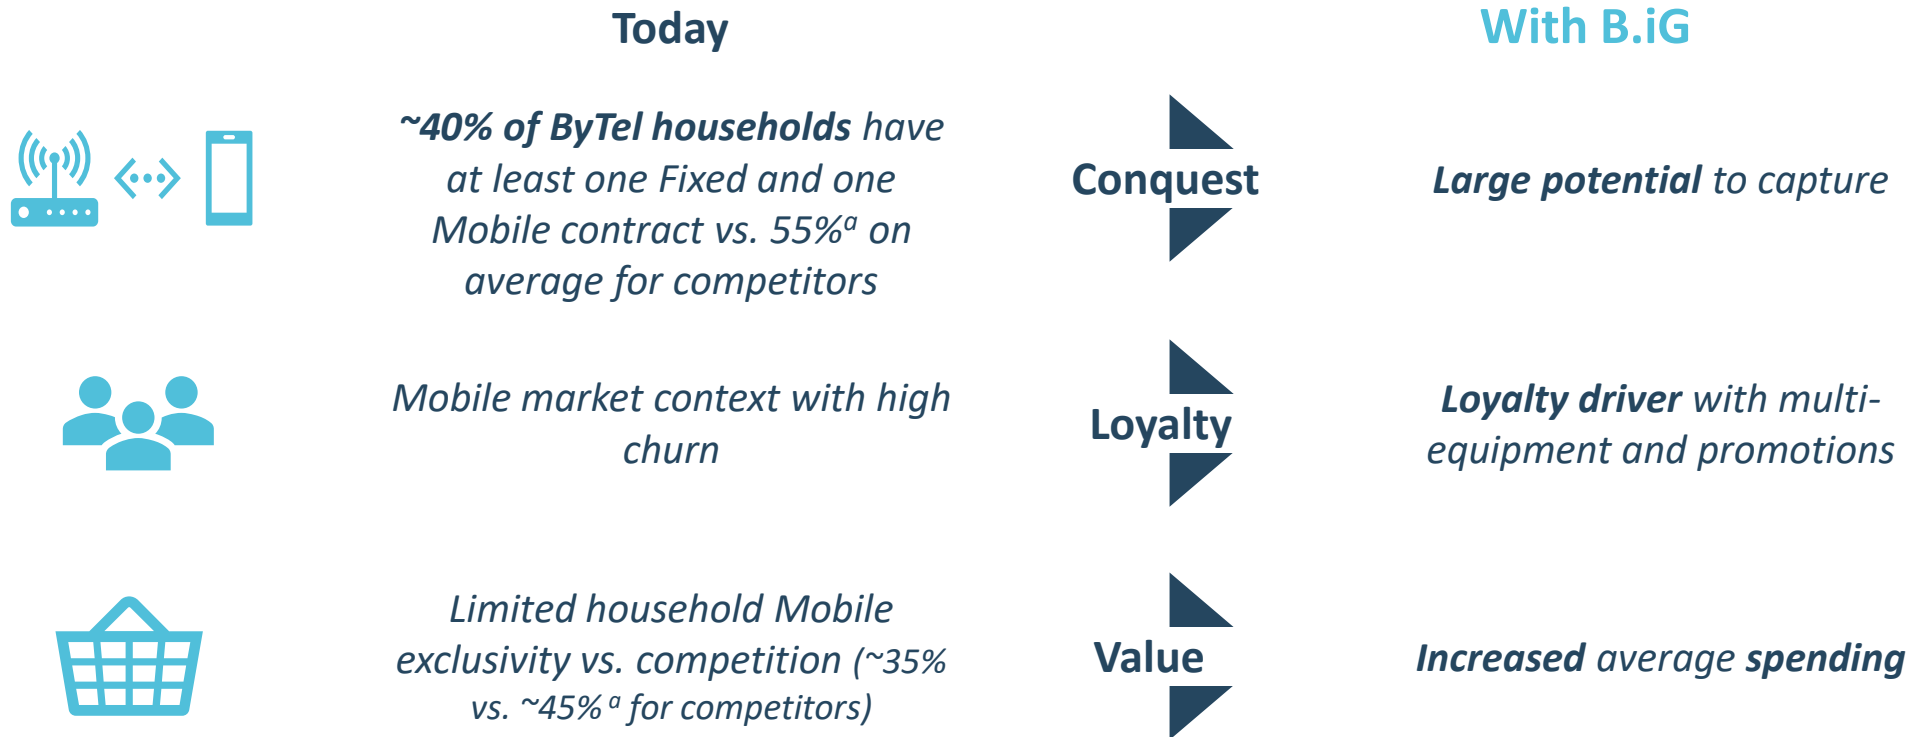 Today
With B.iG
~40% of ByTel households have
at least one Fixed and one
Mobile contract vs. 55%ᵃ on
average for competitors
Conquest
Large potential to capture
Mobile market context with high
churn
Loyalty
Loyalty driver with multi-
equipment and promotions
Limited household Mobile
exclusivity vs. competition (~35%
vs. ~45% ᵃ for competitors)
Value
Increased average spending